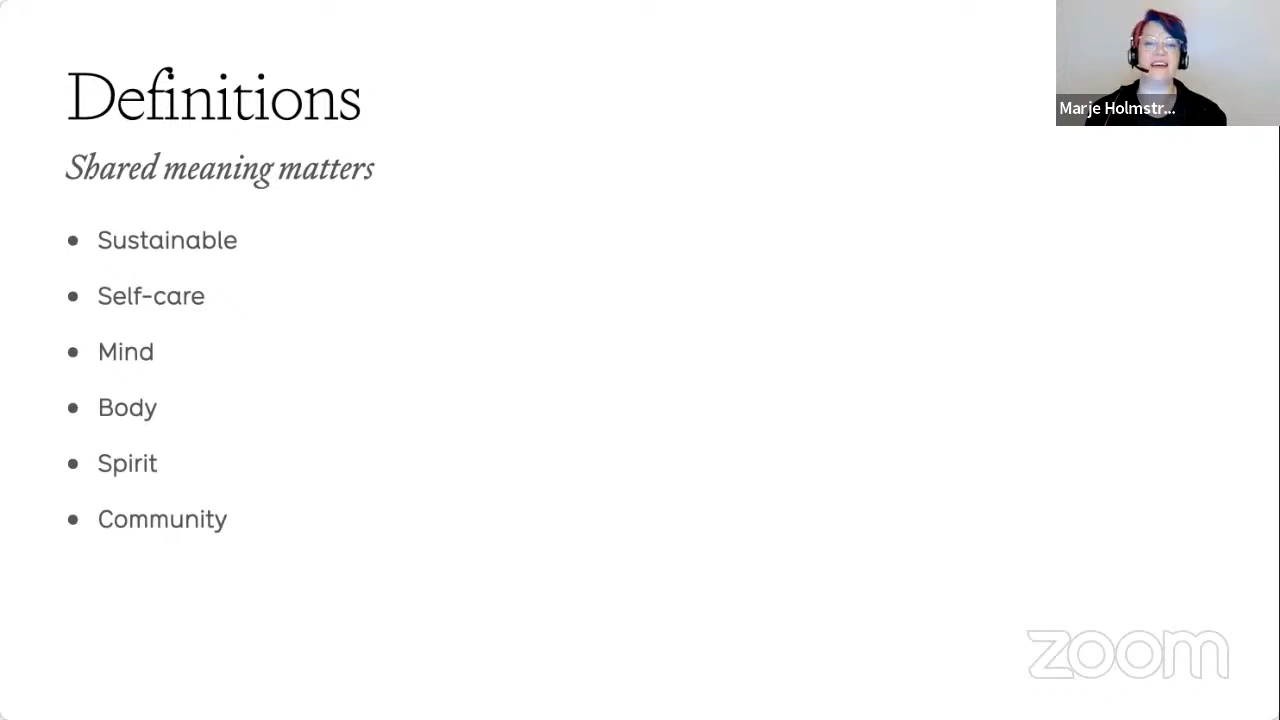 Definitions
Shared meaning matters
• Sustainable
• Self-care
• Mind
• Body
• Spirit
• Community
Marje Holmstr...
zoom